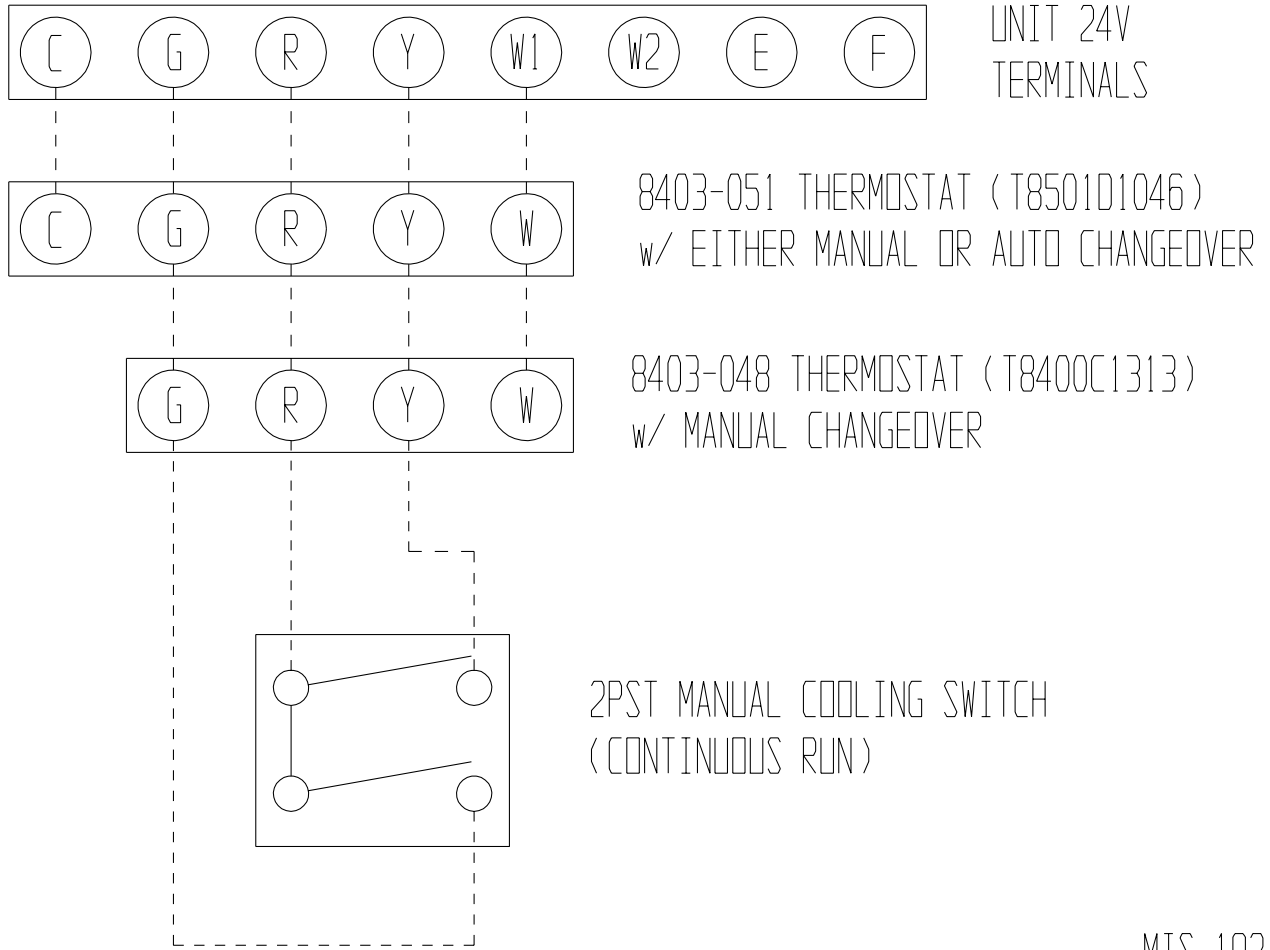 C G R Y W1 W2 E F
UNIT 24V
TERMINALS
C G R Y W
8403-051 THERMOSTAT (T8501D1046)
w/ EITHER MANUAL OR AUTO CHANGEOVER
G R Y W
8403-048 THERMOSTAT (T8400C1313)
w/ MANUAL CHANGEOVER
2PST MANUAL COOLING SWITCH
(CONTINUOUS RUN)